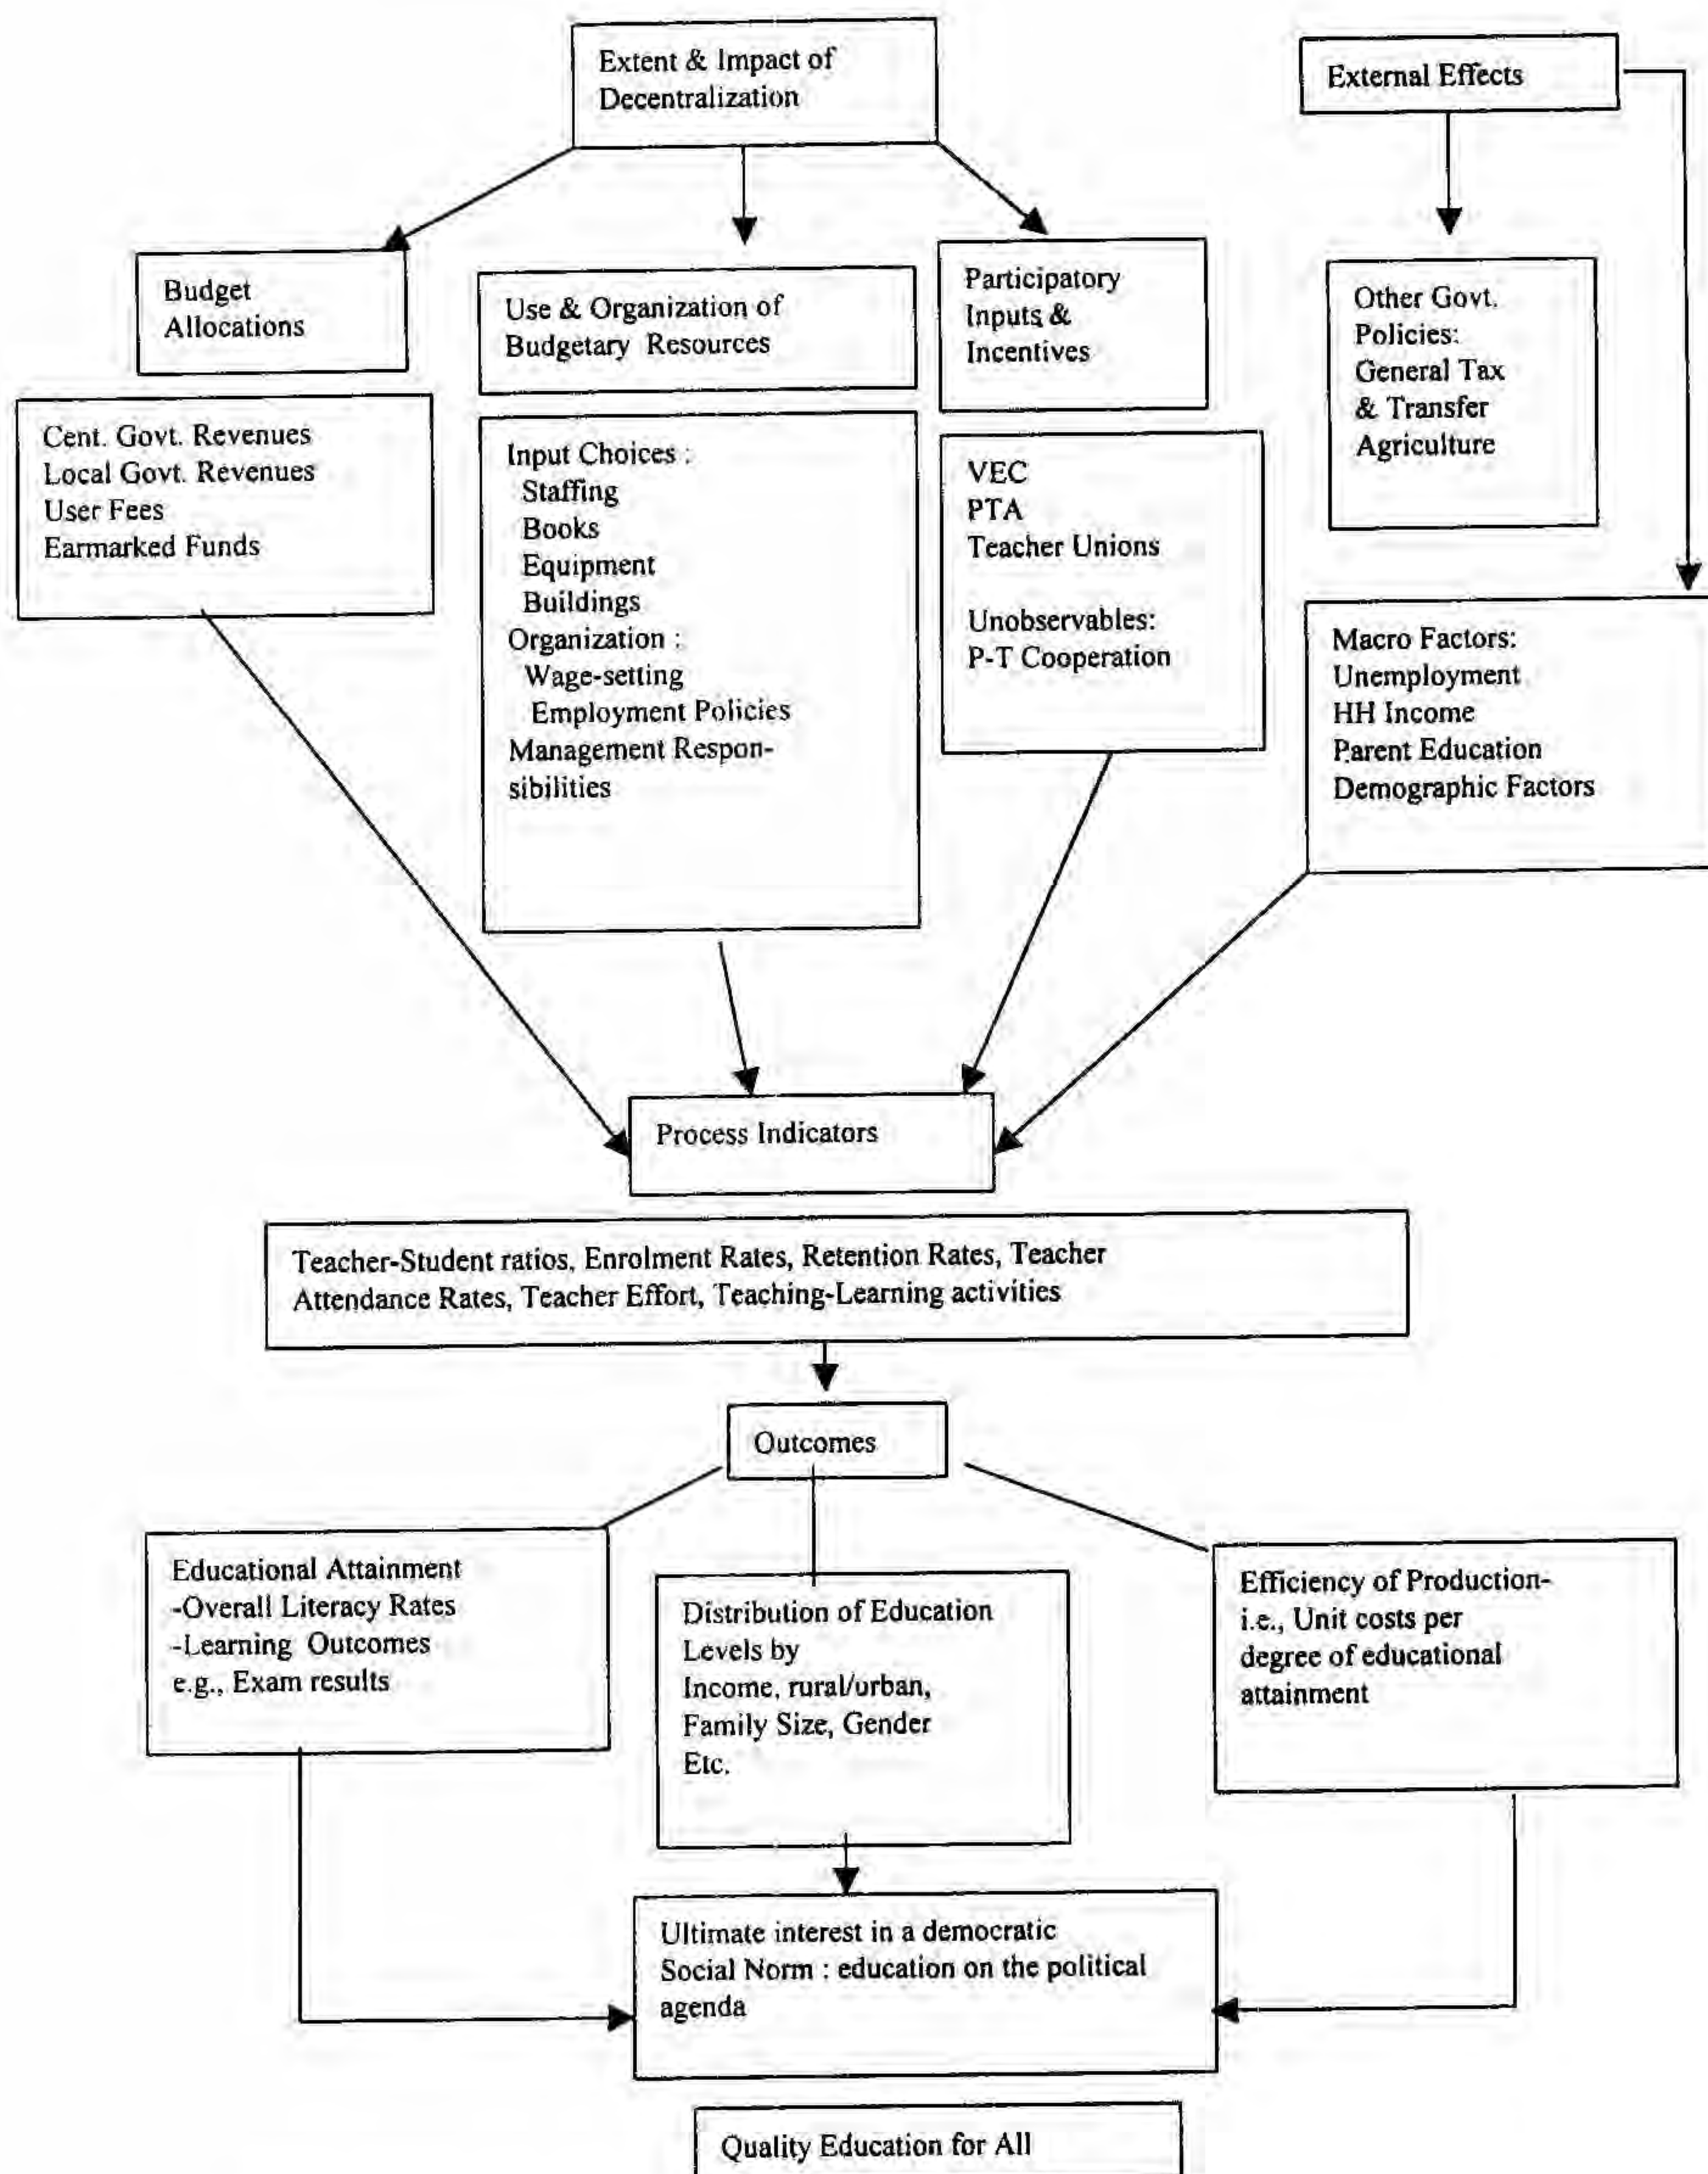 Extent & Impact of
Decentralization
External Effects
Budget
Allocations
Use & Organization of
Budgetary Resources
Participatory
Inputs &
Incentives
Other Govt.
Policies:
General Tax
& Transfer
Agriculture
Cent. Govt. Revenues
Local Govt. Revenues
User Fees
Earmarked Funds
Input Choices :
Staffing
Books
Equipment
Buildings
Organization :
Wage-setting
Employment Policies
Management Respon-
sibilities
VEC
PTA
Teacher Unions
Unobservables:
P-T Cooperation
Macro Factors:
Unemployment
HH Income
Parent Education
Demographic Factors
Process Indicators
Teacher-Student ratios, Enrolment Rates, Retention Rates, Teacher
Attendance Rates, Teacher Effort, Teaching-Learning activities
Outcomes
Educational Attainment
-Overall Literacy Rates
-Learning Outcomes
e.g., Exam results
Distribution of Education
Levels by
Income, rural/urban,
Family Size, Gender
Etc.
Efficiency of Production-
i.e., Unit costs per
degree of educational
attainment
Ultimate interest in a democratic
Social Norm : education on the political
agenda
Quality Education for All